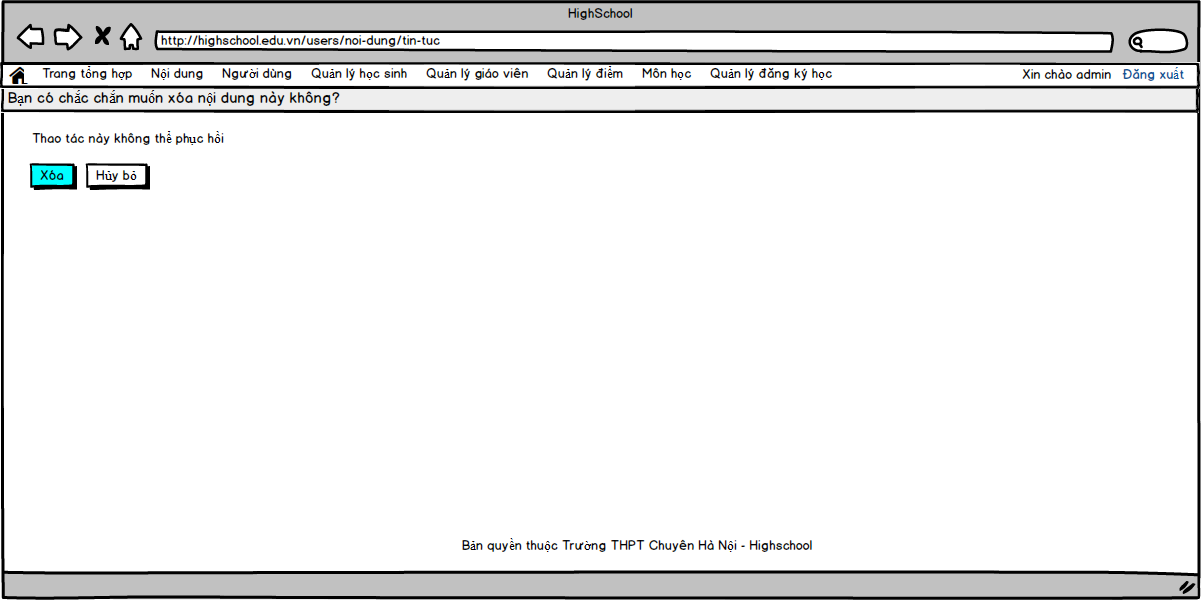 HighSchool
http://highschool.edu.vn/users/noi-dung/tin-tuc
Trang tổng hợp Nội dung Người dùng Quản lý học sinh Quản lý giáo viên Quản lý điểm Môn học Quản lý đăng ký học Xin chào admin Đăng xuất
Bạn có chắc chắn muốn xóa nội dung này không?
Thao tác này không thể phục hồi
Xóa Hủy bỏ
Bản quyền thuộc Trường THPT Chuyên Hà Nội - Highschool